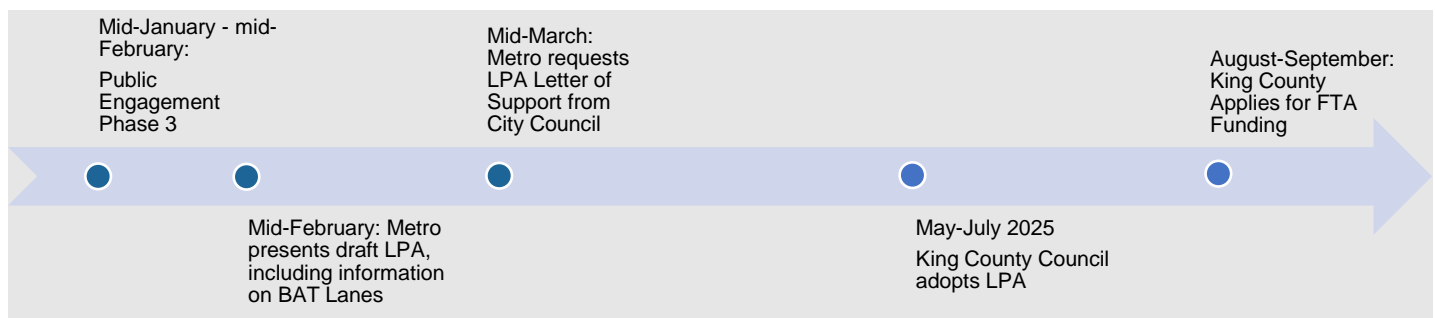 Mid-January - mid-
February:
Public
Engagement
Phase 3
Mid-February: Metro
presents draft LPA,
including information
on BAT Lanes
Mid-March:
Metro requests
LPA Letter of
Support from
City Council
May-July 2025
King County Council
adopts LPA
August-September:
King County
Applies for FTA
Funding